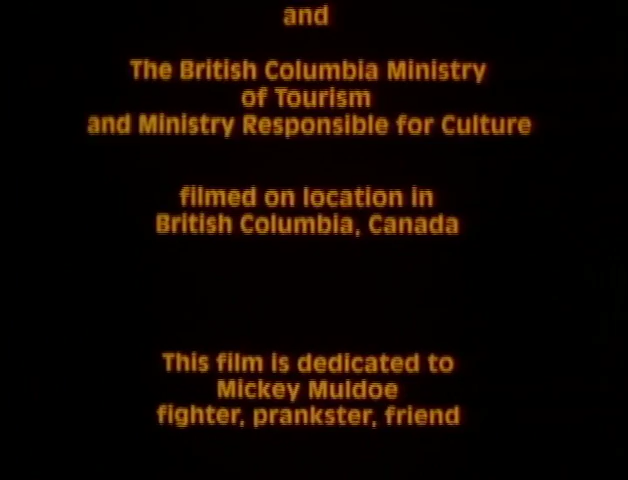 and
The British Columbia Ministry
of Tourism
and Ministry Responsible for Culture
filmed on location in
British Columbia, Canada
This film is dedicated to
Mickey Muldoe
fighter, prankster, friend